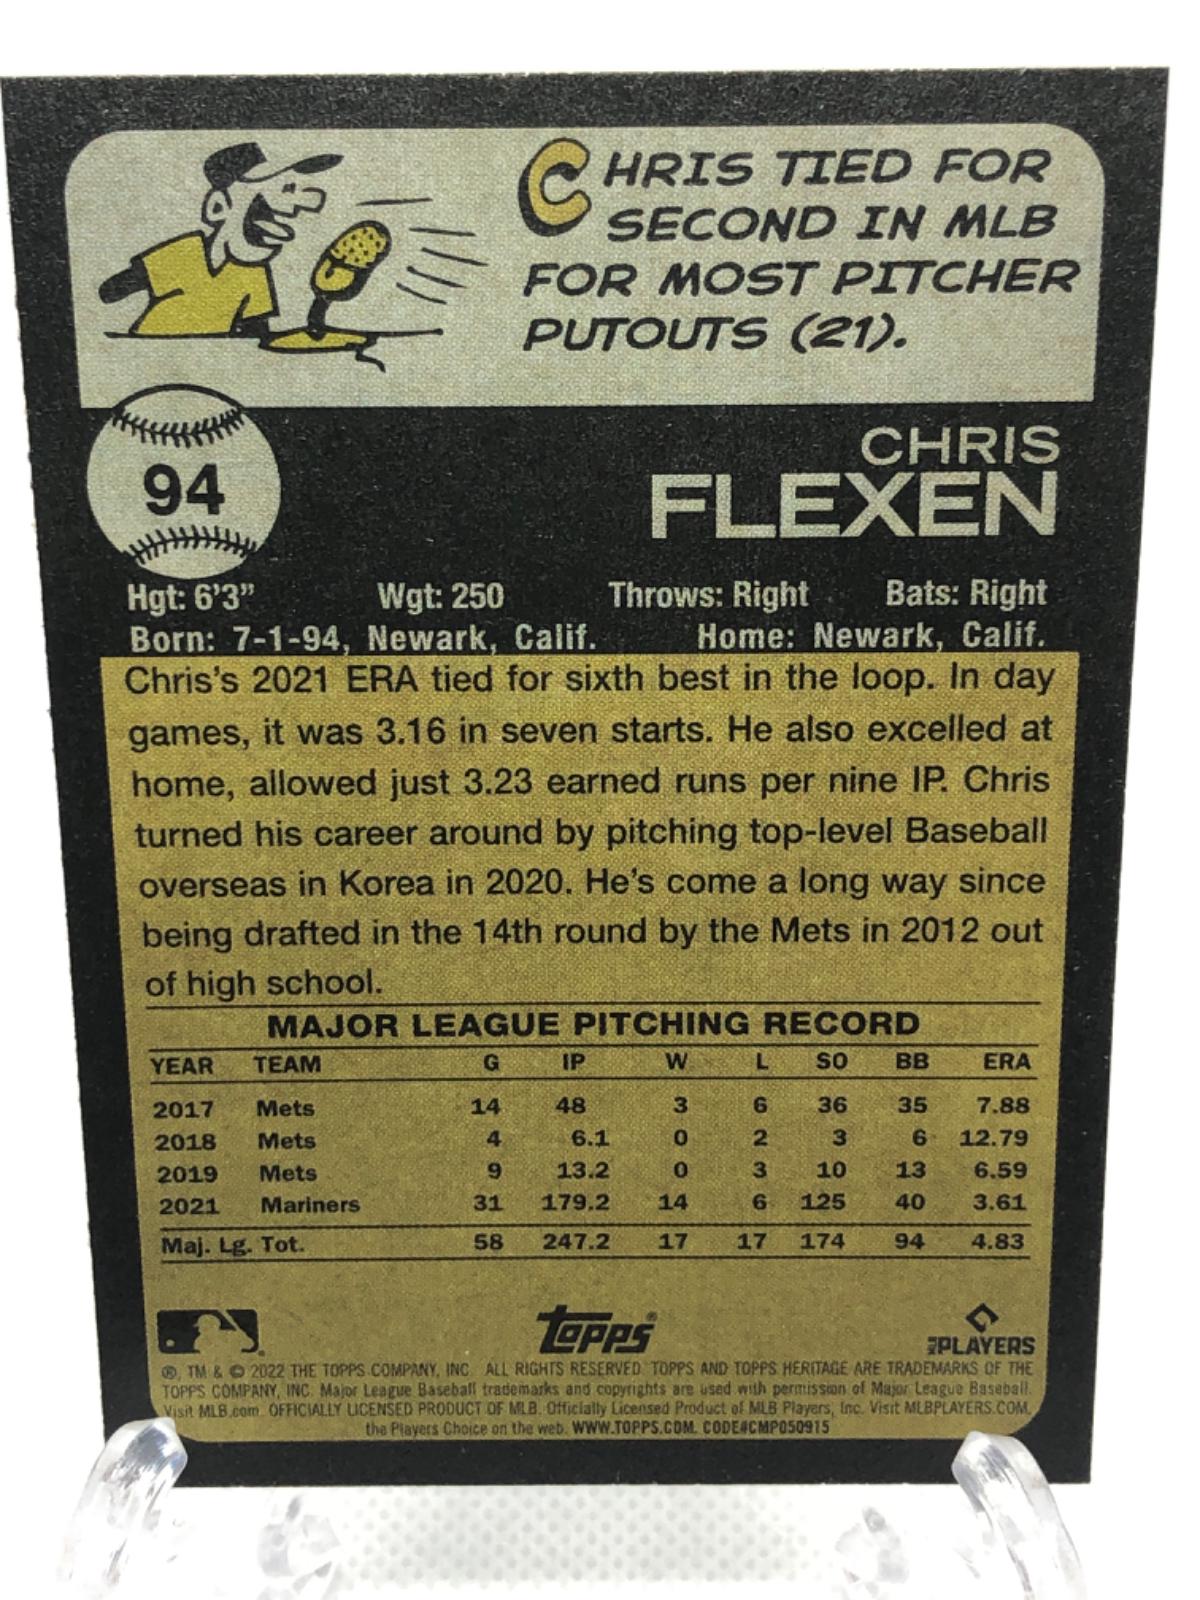 CHRIS TIED FOR
SECOND IN MLB
FOR MOST PITCHER
PUTOUTS (21).
94
CHRIS
FLEXEN
Hgt: 6'3" Wgt: 250 Throws: Right Bats: Right
Born: 7-1-94, Newark, Calif. Home: Newark, Calif.
Chris's 2021 ERA tied for sixth best in the loop. In day
games, it was 3.16 in seven starts. He also excelled at
home, allowed just 3.23 earned runs per nine IP. Chris
turned his career around by pitching top-level Baseball
overseas in Korea in 2020. He's come a long way since
being drafted in the 14th round by the Mets in 2012 out
of high school.
MAJOR LEAGUE PITCHING RECORD
YEAR TEAM G IP W L SO BB ERA
2017 Mets 14 48 3 6 36 35 7.88
2018 Mets 4 6.1 0 2 3 6 12.79
2019 Mets 9 13.2 0 3 10 13 6.59
2021 Mariners 31 179.2 14 6 125 40 3.61
Maj. Lg. Tot. 58 247.2 17 17 174 94 4.83
Topps® MLB PLAYERS
®, TM & © 2022 THE TOPPS COMPANY, INC. ALL RIGHTS RESERVED. TOPPS AND TOPPS HERITAGE ARE TRADEMARKS OF THE
TOPPS COMPANY, INC. Major League Baseball trademarks and copyrights are used with permission of Major League Baseball.
Visit MLB.com. OFFICIALLY LICENSED PRODUCT OF MLB. Officially Licensed Product of MLB Players, Inc. Visit MLBPLAYERS.COM,
the Players Choice on the web. WWW.TOPPS.COM. CODE#CMP050915